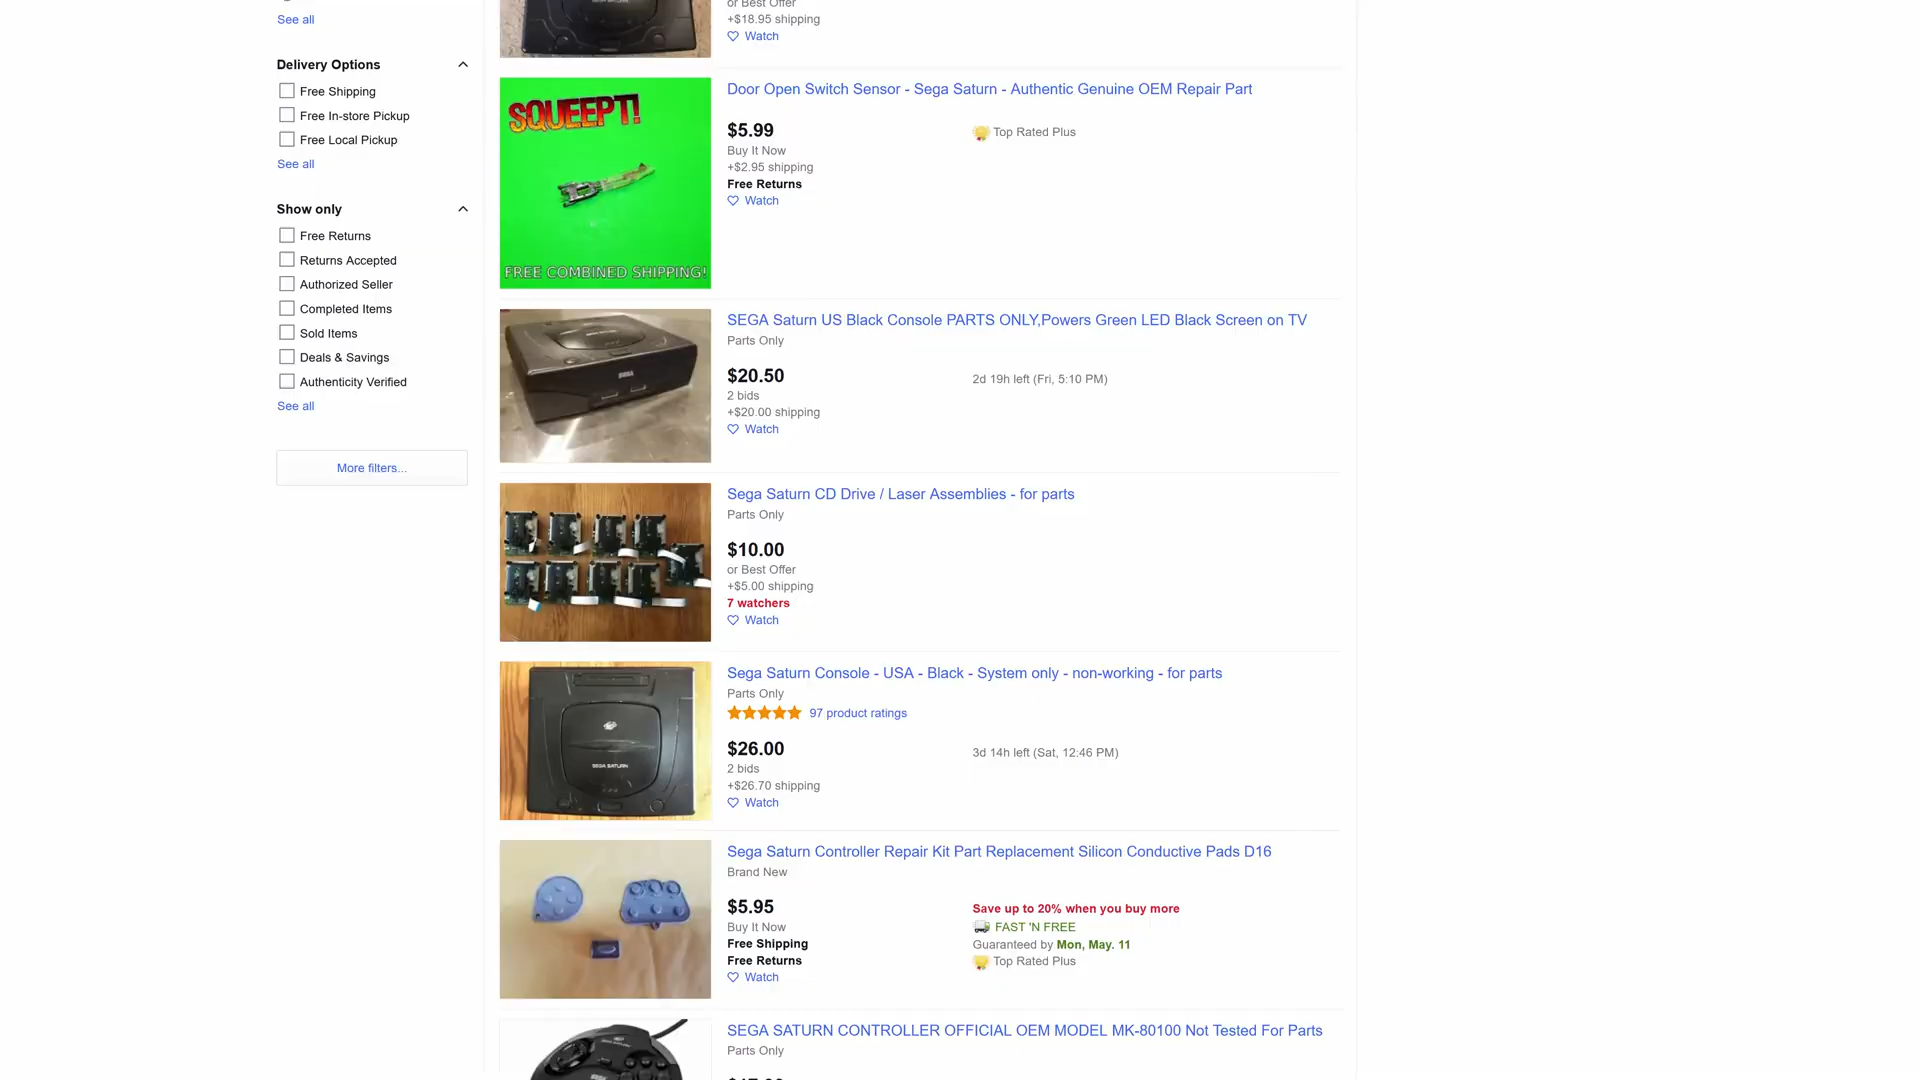 or Best Offer
+$18.95 shipping
Watch
See all
Delivery Options
Free Shipping
Free In-store Pickup
Free Local Pickup
See all
Show only
Free Returns
Returns Accepted
Authorized Seller
Completed Items
Sold Items
Deals & Savings
Authenticity Verified
See all
More filters...
SQUEEPT!
FREE COMBINED SHIPPING!
Door Open Switch Sensor - Sega Saturn - Authentic Genuine OEM Repair Part
$5.99
Buy It Now
+$2.95 shipping
Free Returns
Watch
Top Rated Plus
SEGA
SEGA Saturn US Black Console PARTS ONLY,Powers Green LED Black Screen on TV
Parts Only
$20.50
2 bids
+$20.00 shipping
Watch
2d 19h left (Fri, 5:10 PM)
Sega Saturn CD Drive / Laser Assemblies - for parts
Parts Only
$10.00
or Best Offer
+$5.00 shipping
7 watchers
Watch
SEGA SATURN
Sega Saturn Console - USA - Black - System only - non-working - for parts
Parts Only
97 product ratings
$26.00
2 bids
+$26.70 shipping
Watch
3d 14h left (Sat, 12:46 PM)
Sega Saturn Controller Repair Kit Part Replacement Silicon Conductive Pads D16
Brand New
$5.95
Buy It Now
Free Shipping
Free Returns
Watch
Save up to 20% when you buy more
FAST 'N FREE
Guaranteed by Mon, May. 11
Top Rated Plus
SEGA SATURN CONTROLLER OFFICIAL OEM MODEL MK-80100 Not Tested For Parts
Parts Only